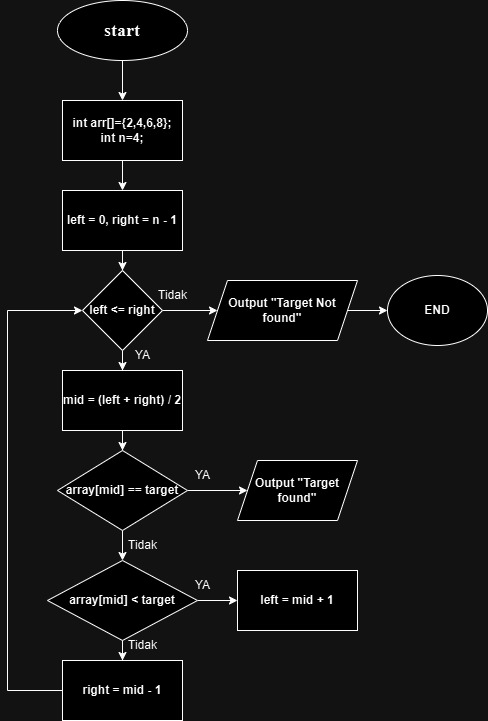 start
int arr[]={2,4,6,8};
int n=4;
left = 0, right = n - 1
left <= right
Tidak
Output "Target Not
found"
END
YA
mid = (left + right) / 2
array[mid] == target
YA
Output "Target
found"
Tidak
array[mid] < target
YA
left = mid + 1
Tidak
right = mid - 1